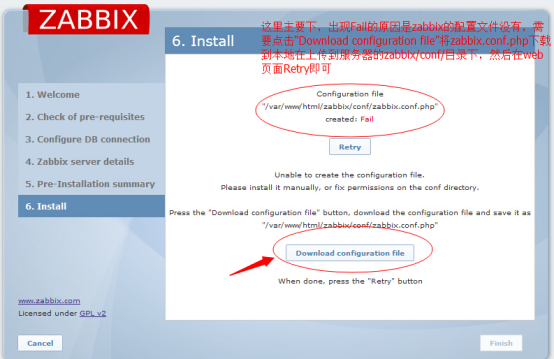 ZABBIX
这里主要下，出现Fail的原因是zabbix的配置文件没有，需
要点击"Download configuration file"将zabbix.conf.php下载
到本地在上传到服务器的zabbix/conf/目录下，然后在web
页面Retry即可
6. Install
1. Welcome
2. Check of pre-requisites
3. Configure DB connection
4. Zabbix server details
5. Pre-Installation summary
6. Install
Configuration file
"/var/www/html/zabbix/conf/zabbix.conf.php"
created: Fail
Retry
Unable to create the configuration file.
Please install it manually, or fix permissions on the conf directory.
Press the "Download configuration file" button, download the configuration file and save it as
"/var/www/html/zabbix/conf/zabbix.conf.php"
Download configuration file
When done, press the "Retry" button
www.zabbix.com
Licensed under GPL v2
Cancel
Finish